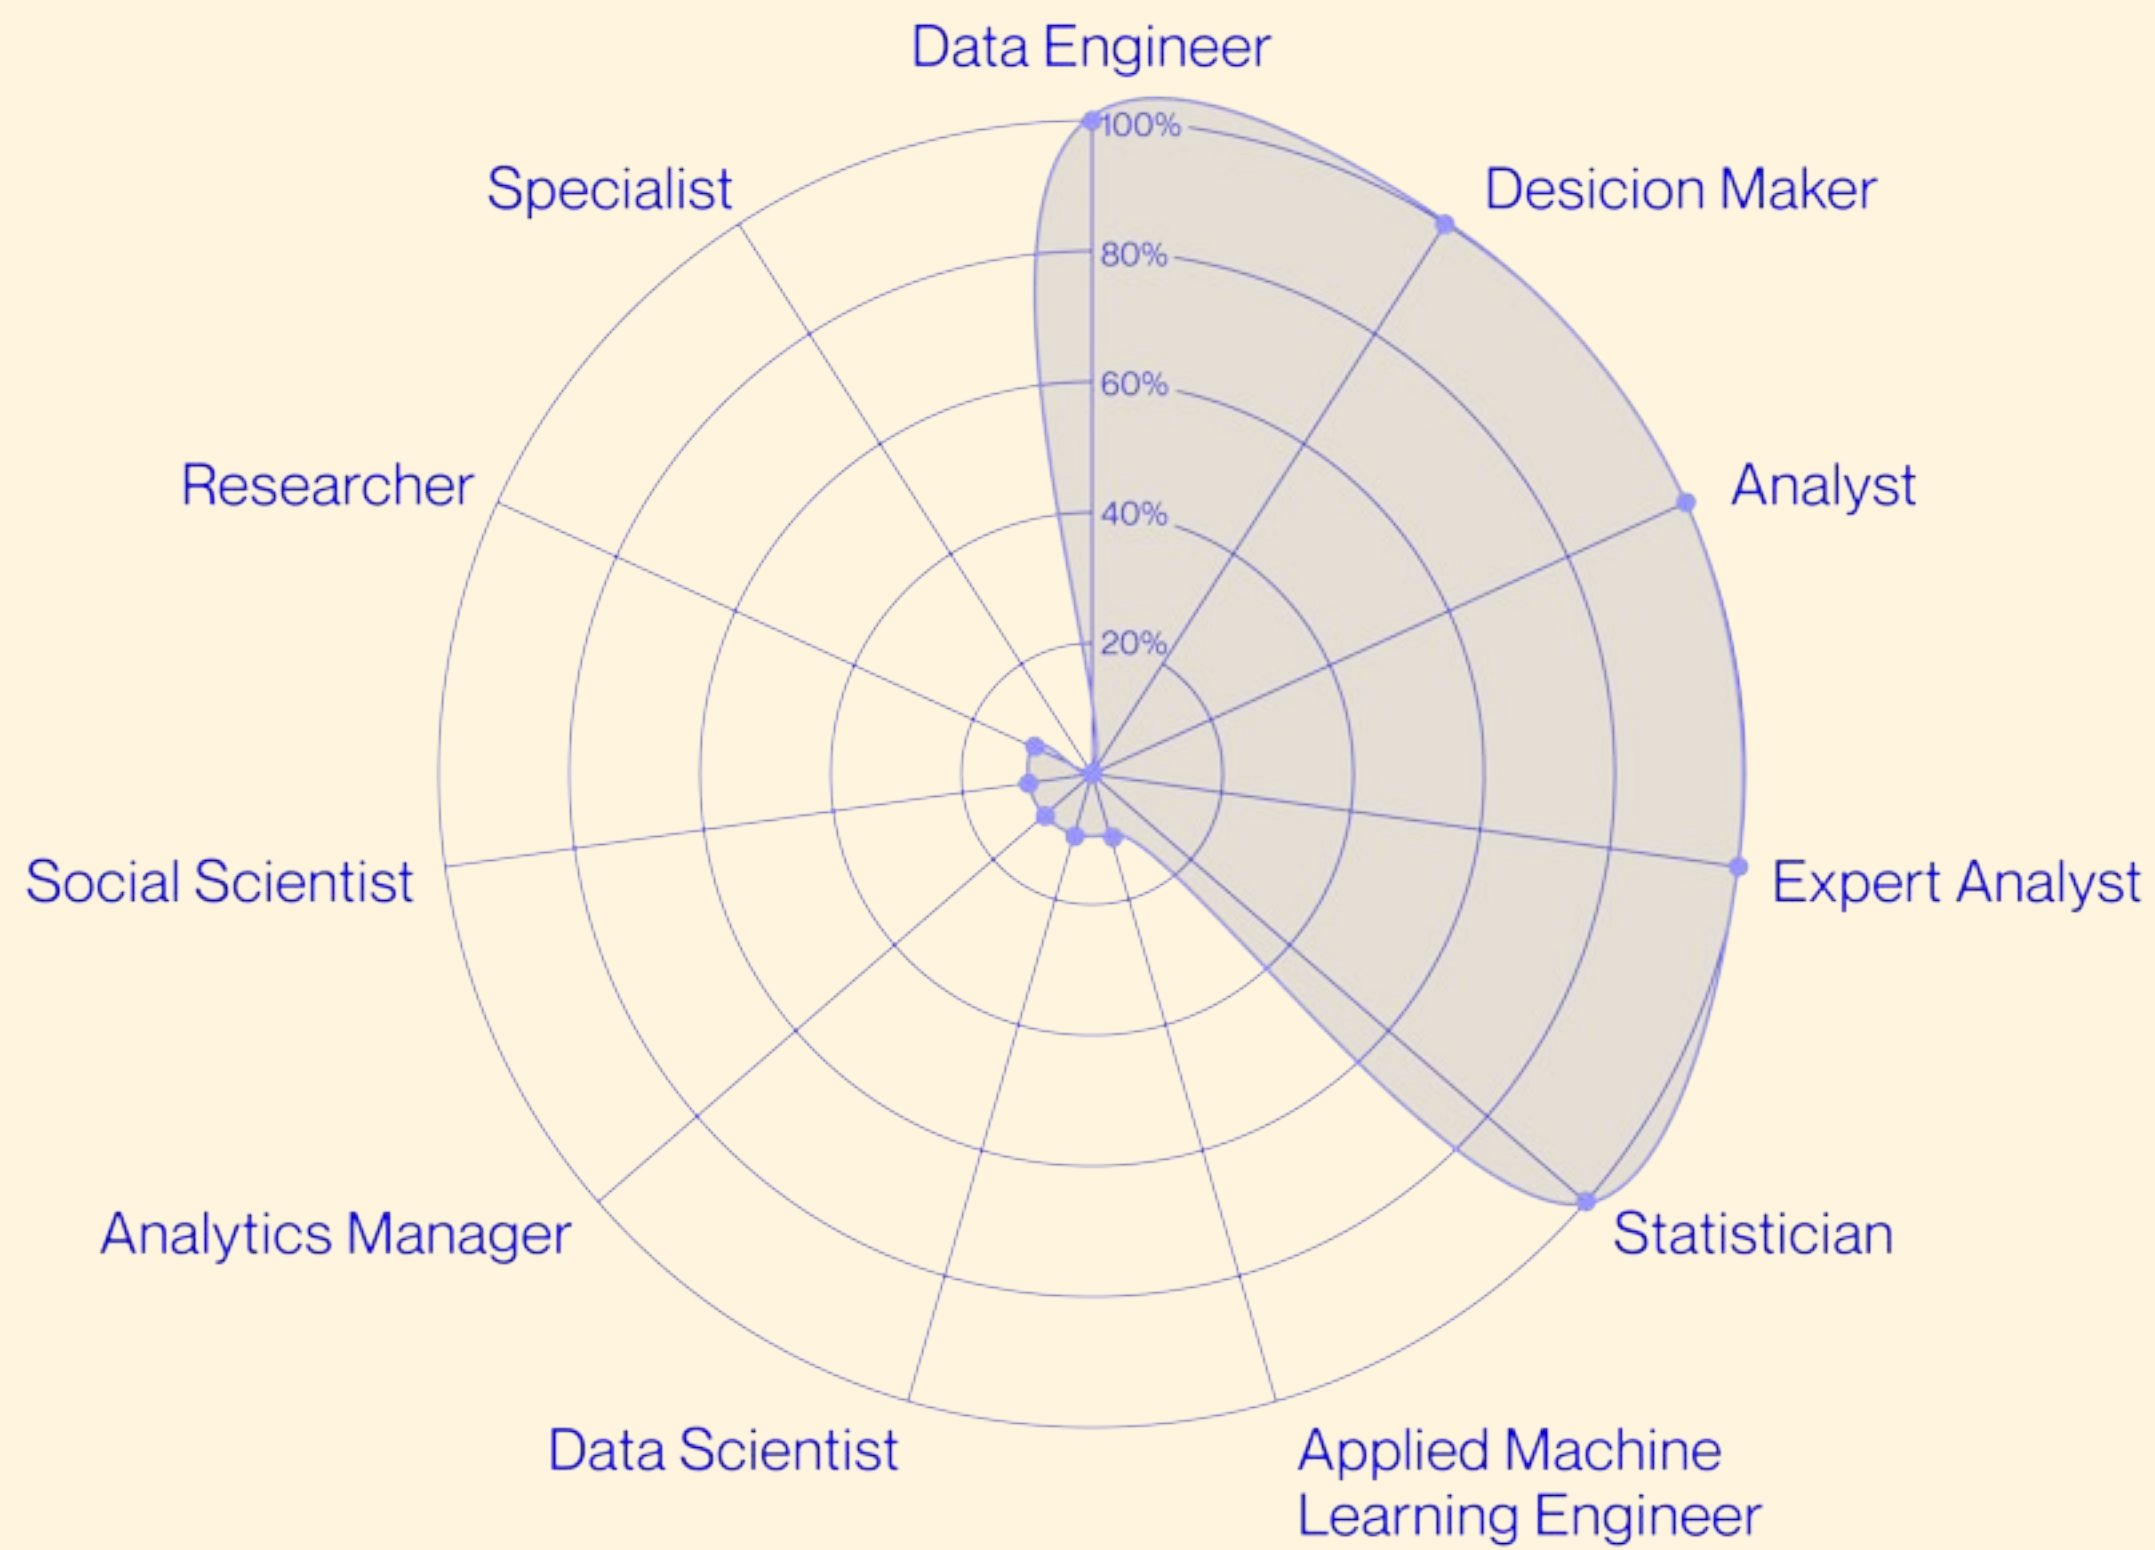 Data Engineer
100%
Specialist
Desicion Maker
80%
60%
Researcher
Analyst
40%
20%
Social Scientist
Expert Analyst
Analytics Manager
Statistician
Data Scientist
Applied Machine
Learning Engineer